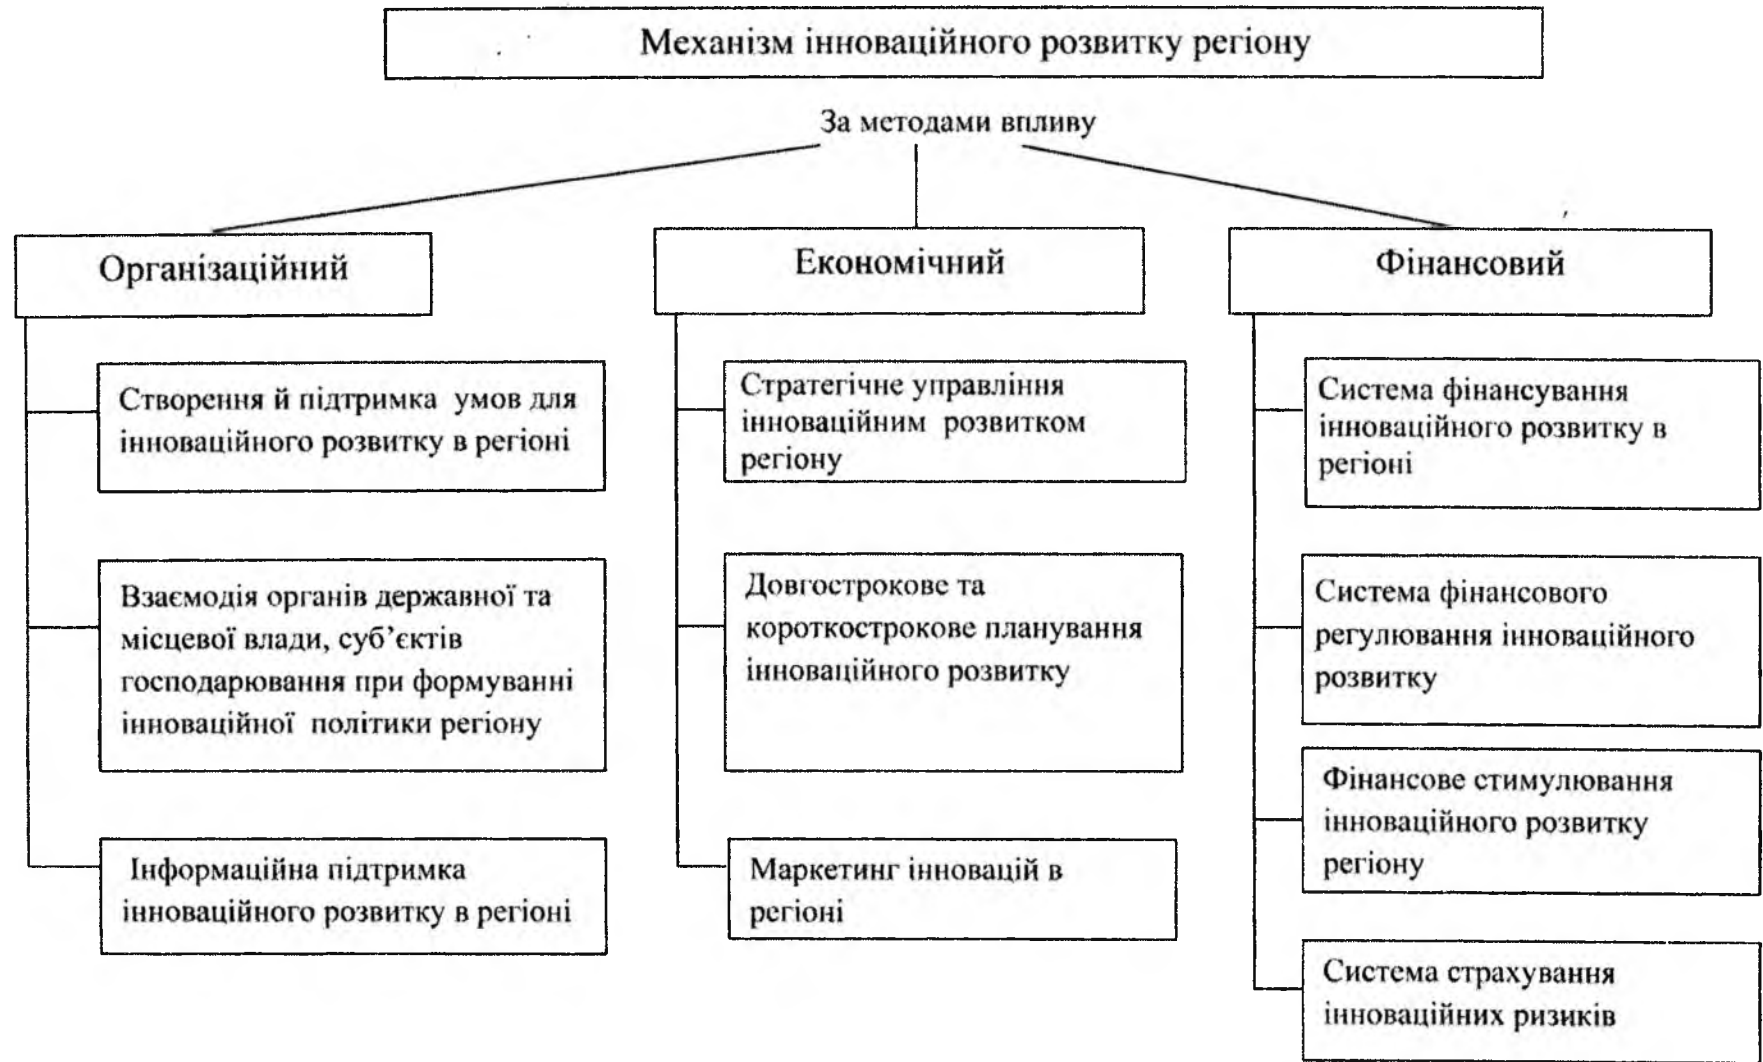 Механізм інноваційного розвитку регіону
За методами впливу
Організаційний
Створення й підтримка умов для
інноваційного розвитку в регіоні
Взаємодія органів державної та
місцевої влади, суб’єктів
господарювання при формуванні
інноваційної політики регіону
Інформаційна підтримка
інноваційного розвитку в регіоні
Економічний
Стратегічне управління
інноваційним розвитком
регіону
Довгострокове та
короткострокове планування
інноваційного розвитку
Маркетинг інновацій в
регіоні
Фінансовий
Система фінансування
інноваційного розвитку в
регіоні
Система фінансового
регулювання інноваційного
розвитку
Фінансове стимулювання
інноваційного розвитку
регіону
Система страхування
інноваційних ризиків